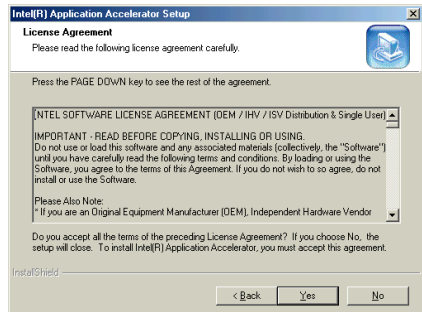 Intel(R) Application Accelerator Setup
License Agreement
Please read the following license agreement carefully.
Press the PAGE DOWN key to see the rest of the agreement.
INTEL SOFTWARE LICENSE AGREEMENT (OEM / IHV / ISV Distribution & Single User)
IMPORTANT - READ BEFORE COPYING, INSTALLING OR USING.
Do not use or load this software and any associated materials (collectively, the "Software")
until you have carefully read the following terms and conditions. By loading or using the
Software, you agree to the terms of this Agreement. If you do not wish to so agree, do not
install or use the Software.
Please Also Note:
* If you are an Original Equipment Manufacturer (OEM), Independent Hardware Vendor
Do you accept all the terms of the preceding License Agreement? If you choose No, the
setup will close. To install Intel(R) Application Accelerator, you must accept this agreement.
InstallShield
< Back
Yes
No